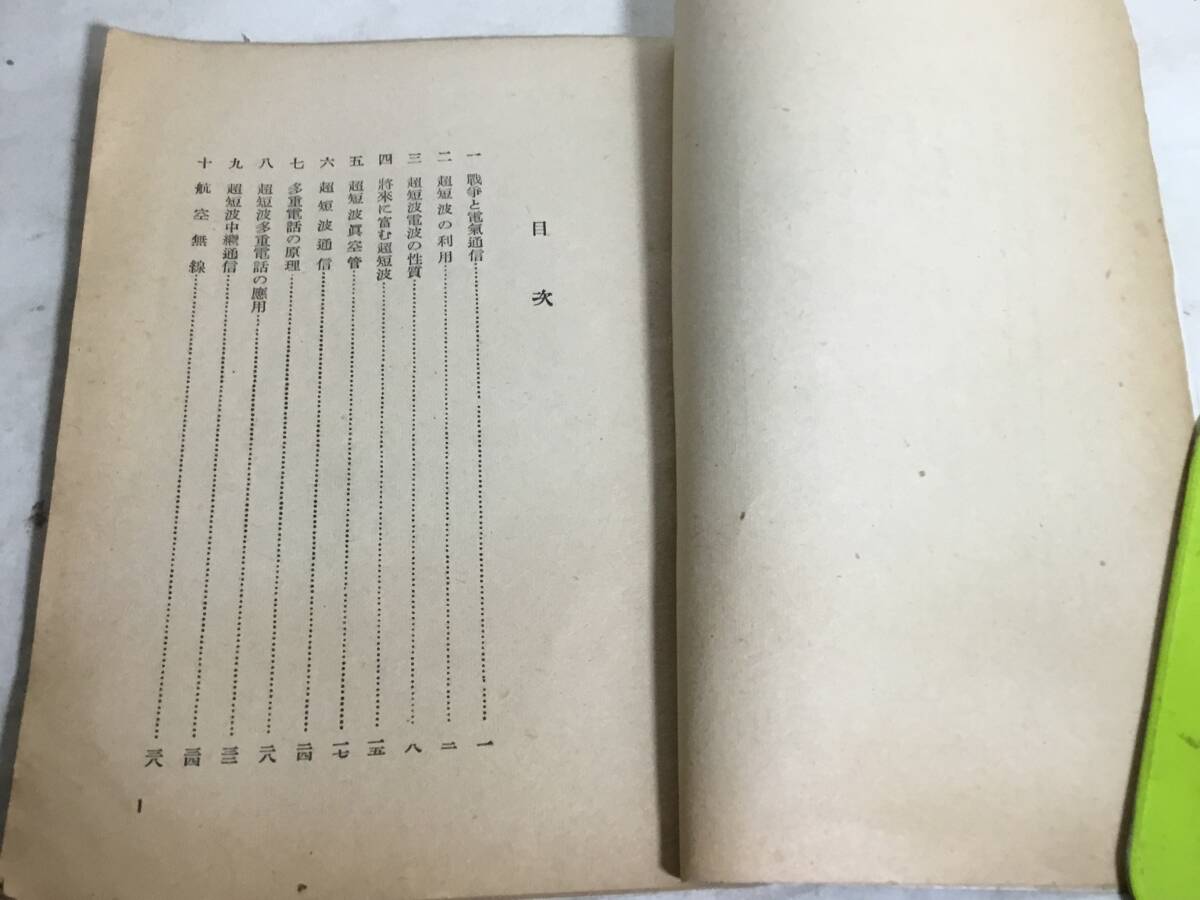 目次
一 戰爭と電氣通信……一
二 超短波の利用……二
三 超短波電波の性質……八
四 將來に富む超短波……一五
五 超短波眞空管……一七
六 超短波通信……二四
七 多重電話の原理……二八
八 超短波多重電話の應用……
九 超短波中繼通信……三四
十 航空無線……三八
1